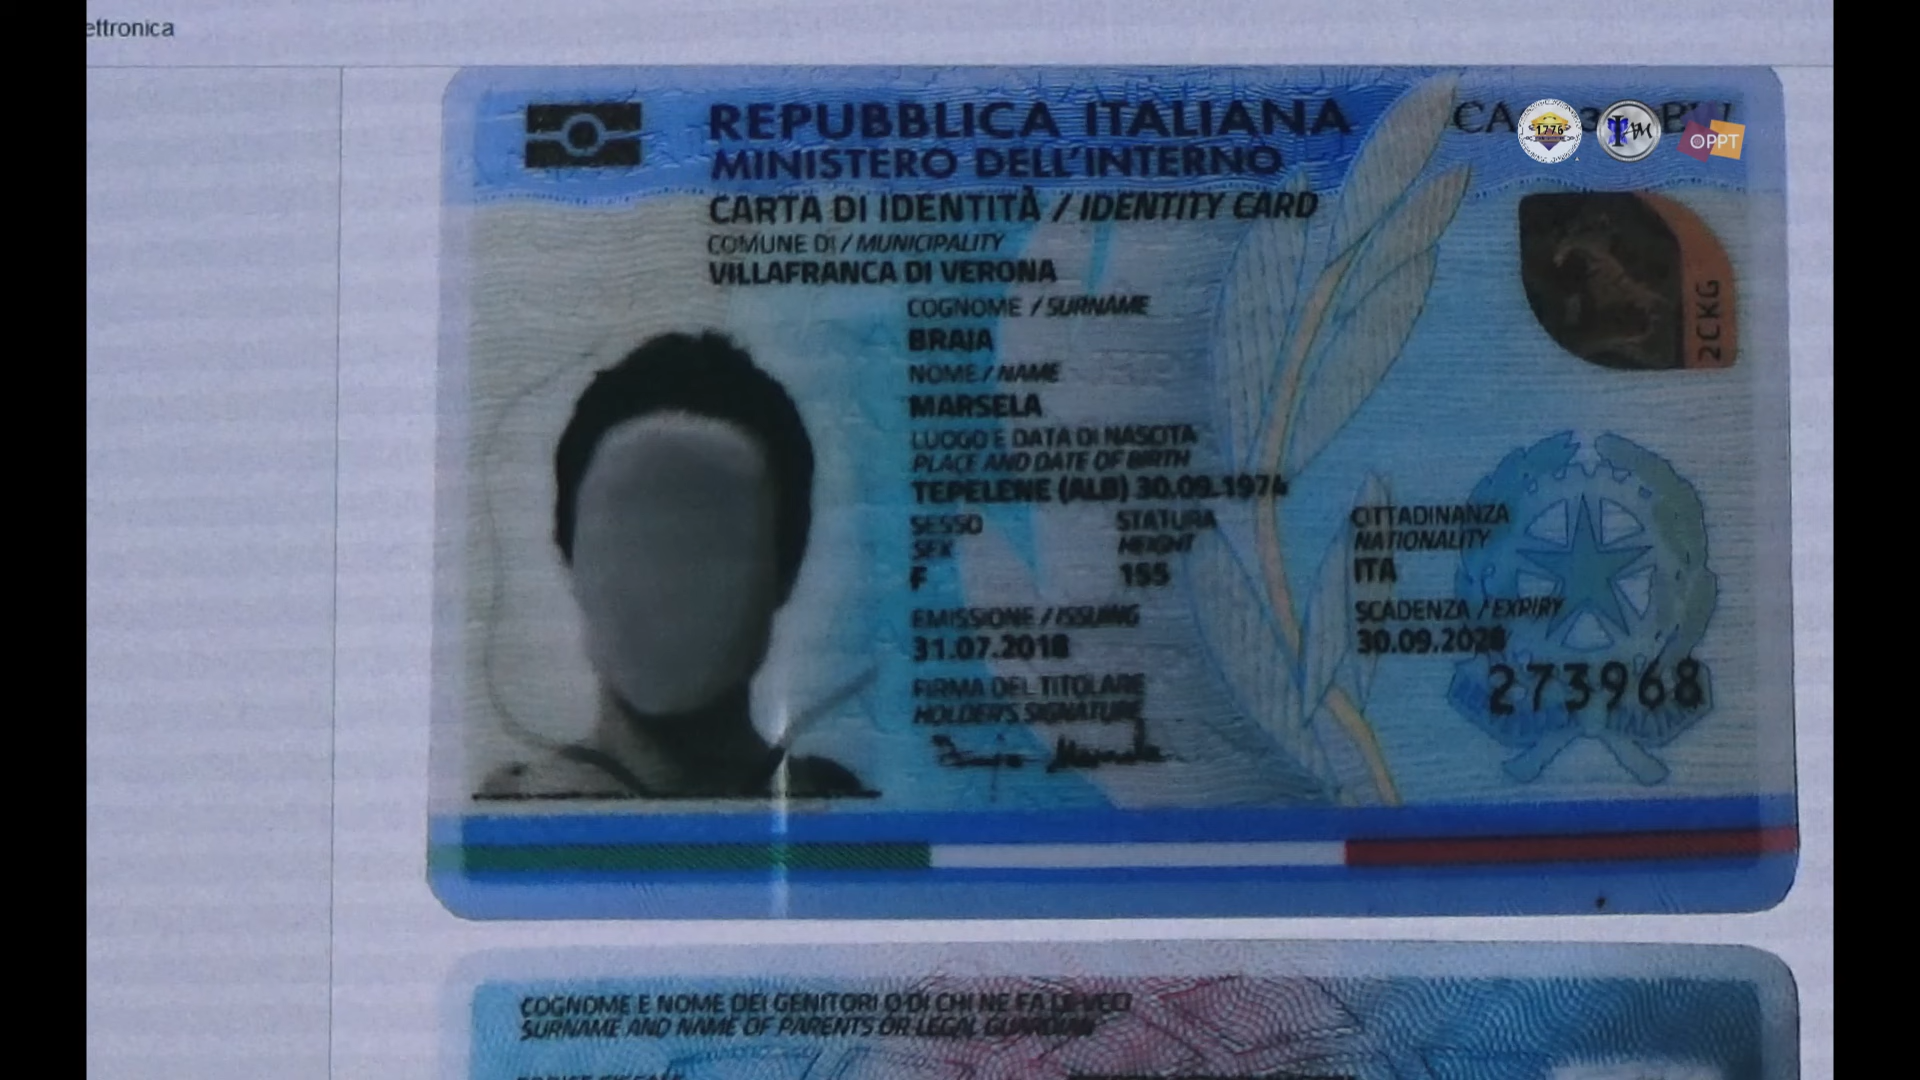 ettronica
REPUBBLICA ITALIANA
MINISTERO DELL'INTERNO
CARTA DI IDENTITÀ / IDENTITY CARD
COMUNE DI / MUNICIPALITY
VILLAFRANCA DI VERONA
COGNOME / SURNAME
BRAJA
NOME / NAME
MARSELA
LUOGO E DATA DI NASCITA
PLACE AND DATE OF BIRTH
TEPELENE (ALB) 30.09.1974
SESSO STATURA CITTADINANZA
SEX HEIGHT NATIONALITY
F 155 ITA
EMISSIONE / ISSUING SCADENZA / EXPIRY
31.07.2018 30.09.2028
273968
FIRMA DEL TITOLARE
HOLDER'S SIGNATURE
1776
OPPT
2CKG
COGNOME E NOME DEI GENITORI O DI CHI NE FA LE VECI
SURNAME AND NAME OF PARENTS OR LEGAL GUARDIAN